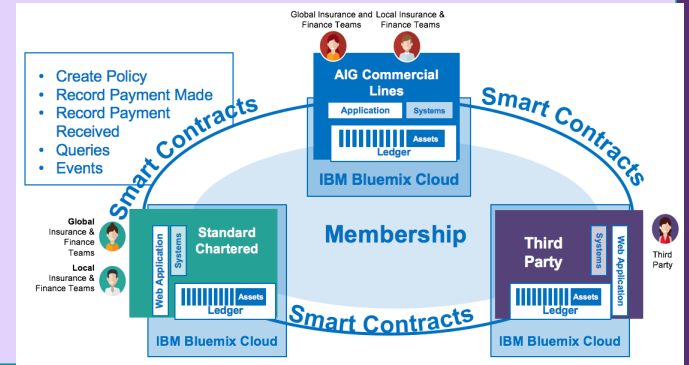 Global Insurance and
Finance Teams
Local Insurance &
Finance Teams
• Create Policy
• Record Payment Made
• Record Payment
Received
• Queries
• Events
AIG Commercial
Lines
Application
Systems
Assets
Ledger
IBM Bluemix Cloud
Smart Contracts
Smart Contracts
Membership
Global
Insurance &
Finance
Teams
Local
Insurance &
Finance Teams
Standard
Chartered
Web Application
Systems
Assets
Ledger
IBM Bluemix Cloud
Third
Party
Systems
Web Application
Assets
Ledger
IBM Bluemix Cloud
Third
Party
Smart Contracts